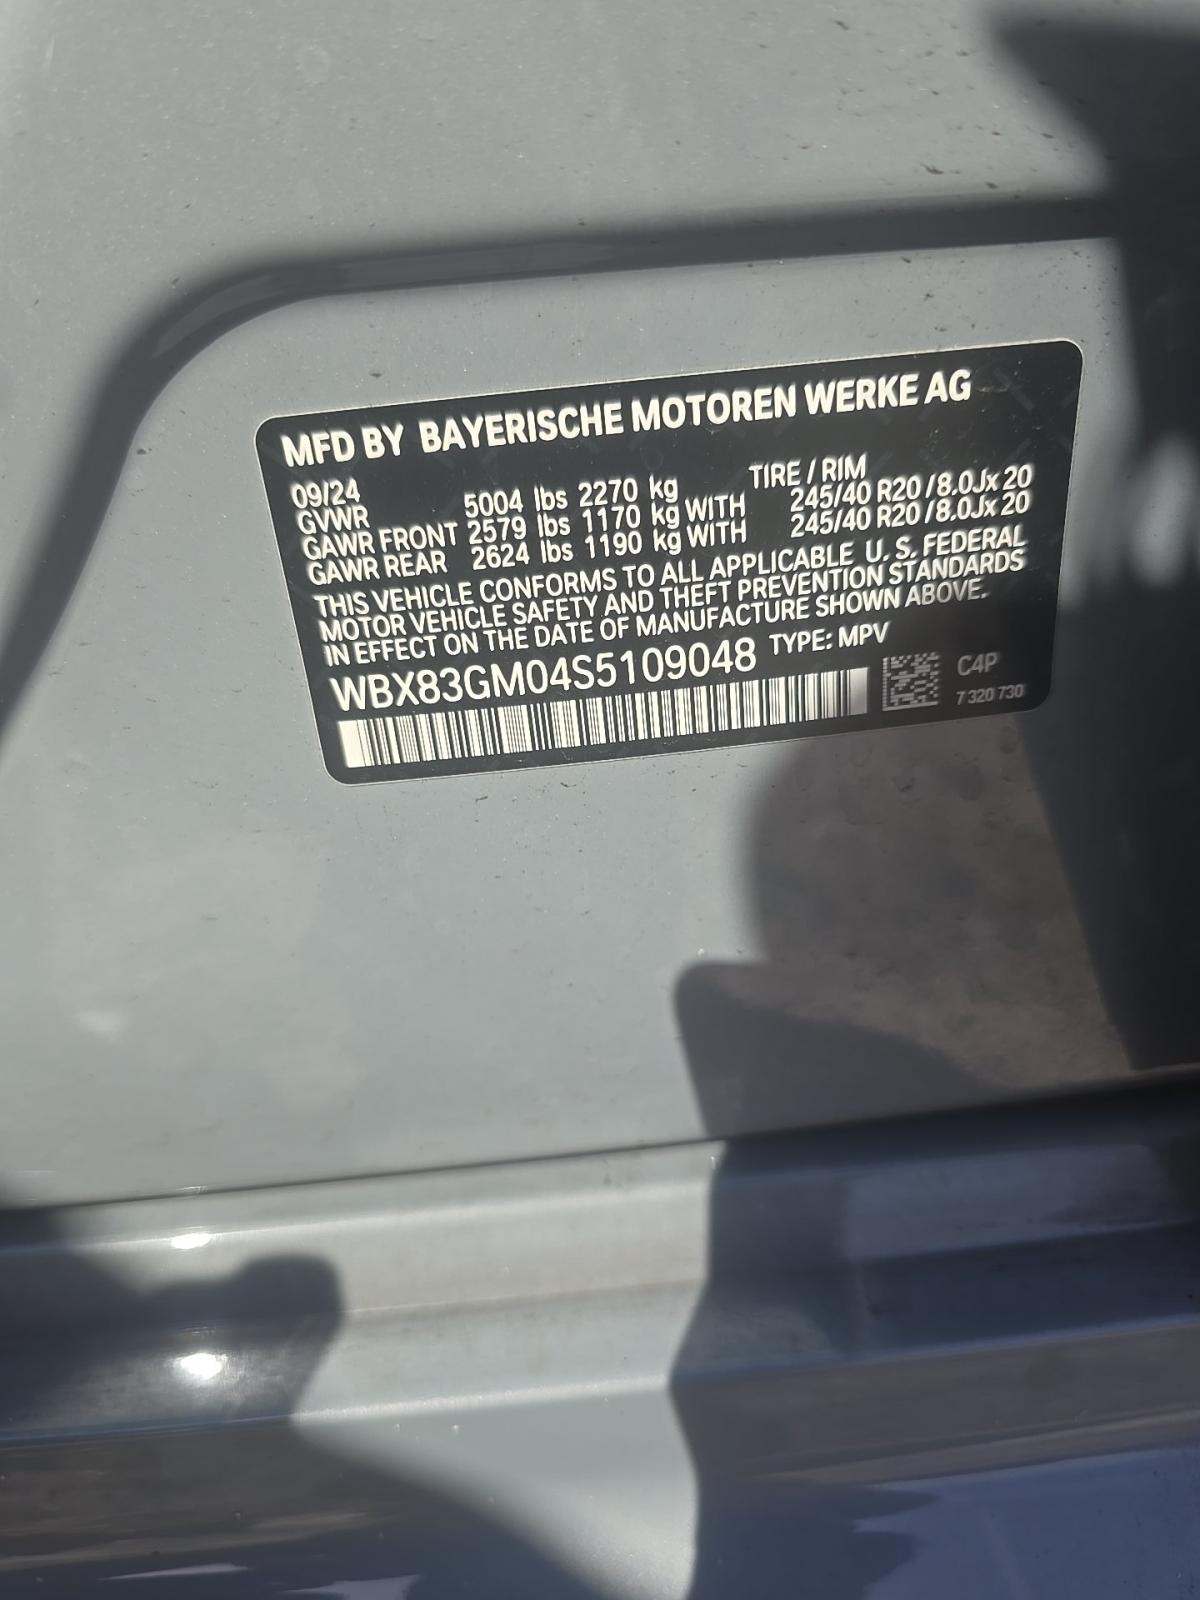 MFD BY BAYERISCHE MOTOREN WERKE AG
09/24 TIRE / RIM
GVWR 5004 lbs 2270 kg
GAWR FRONT 2579 lbs 1170 kg WITH 245/40 R20 / 8.0Jx 20
GAWR REAR 2624 lbs 1190 kg WITH 245/40 R20 / 8.0Jx 20
THIS VEHICLE CONFORMS TO ALL APPLICABLE U. S. FEDERAL
MOTOR VEHICLE SAFETY AND THEFT PREVENTION STANDARDS
IN EFFECT ON THE DATE OF MANUFACTURE SHOWN ABOVE.
WBX83GM04S5109048 TYPE: MPV
C4P
7 320 730